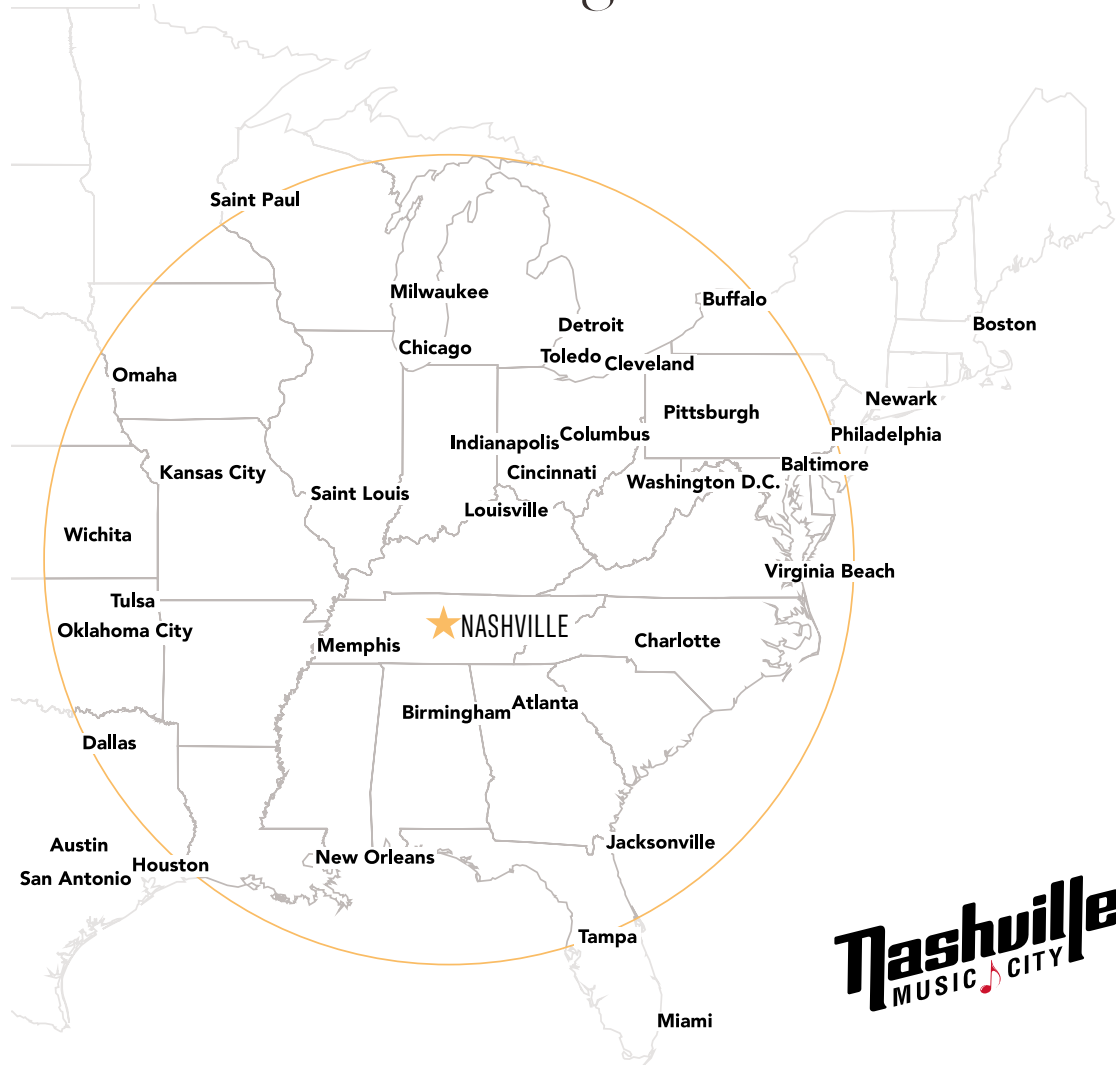 Saint Paul
Milwaukee
Buffalo
Detroit
Boston
Chicago
Toledo
Cleveland
Omaha
Newark
Pittsburgh
Philadelphia
Indianapolis
Columbus
Baltimore
Kansas City
Cincinnati
Washington D.C.
Saint Louis
Louisville
Wichita
Virginia Beach
Tulsa
NASHVILLE
Oklahoma City
Memphis
Charlotte
Birmingham
Atlanta
Dallas
Austin
Jacksonville
New Orleans
Houston
San Antonio
Tampa
Nashville
MUSIC CITY
Miami